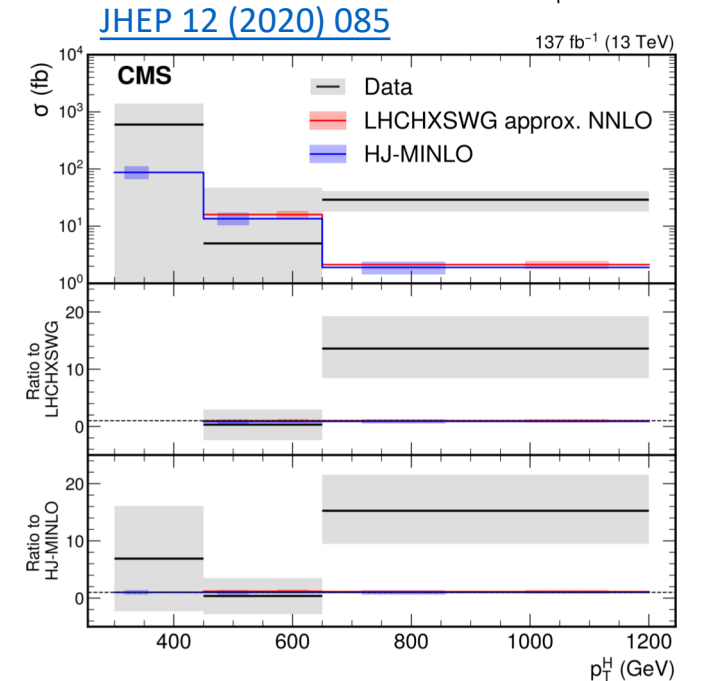 JHEP 12 (2020) 085
137 fb⁻¹ (13 TeV)
CMS
Data
LHCHXSWG approx. NNLO
HJ-MINLO
σ (fb)
10⁴
10³
10²
10¹
10⁰
Ratio to
LHCHXSWG
20
10
0
Ratio to
HJ-MINLO
20
10
0
400 600 800 1000 1200
p_T^H (GeV)